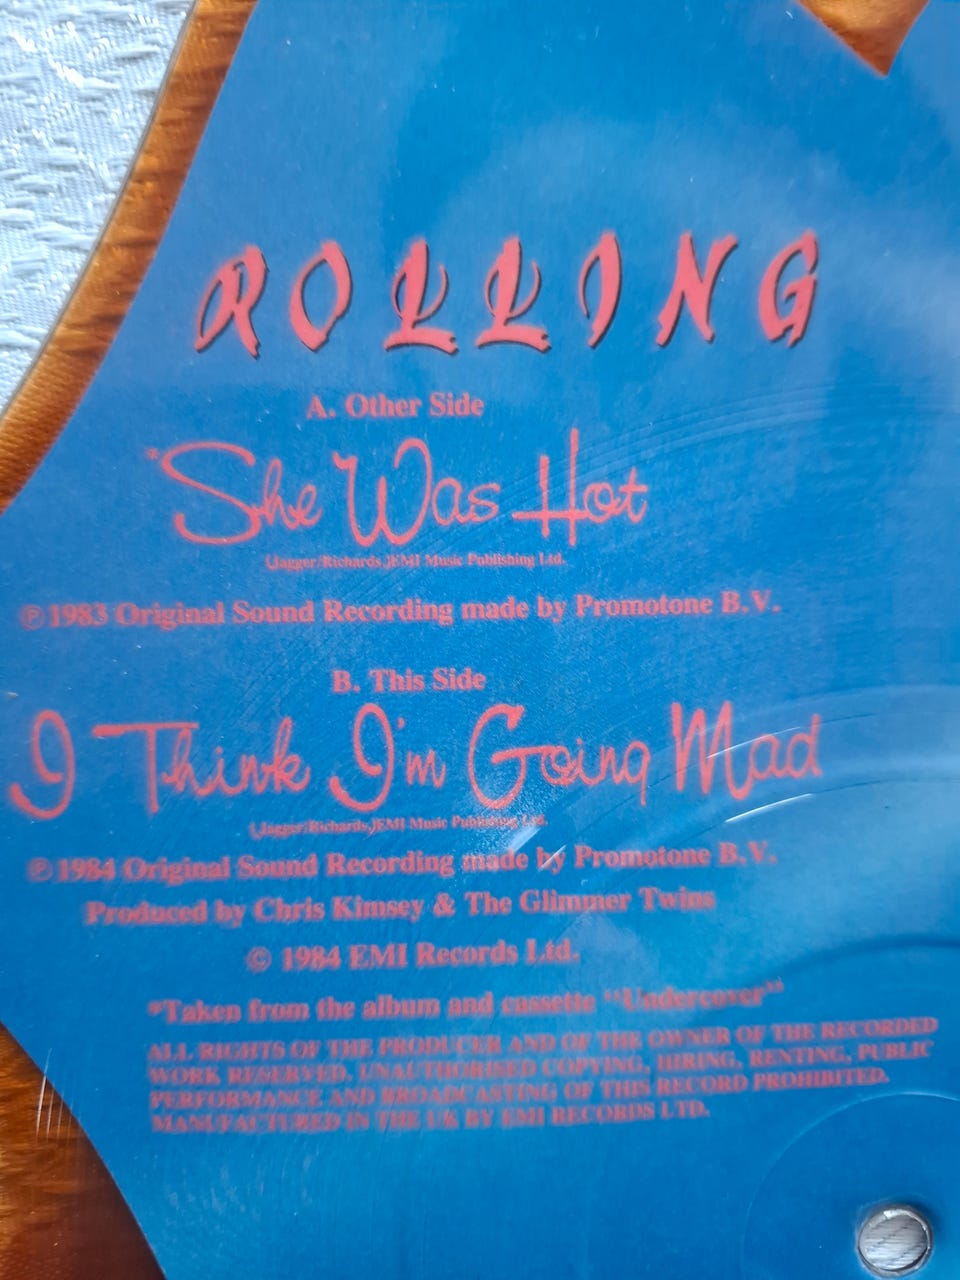 ROLLING
A. Other Side
*She Was Hot
(Jagger/Richards)EMI Music Publishing Ltd.
℗ 1983 Original Sound Recording made by Promotone B.V.
B. This Side
I Think I'm Going Mad
(Jagger/Richards)EMI Music Publishing Ltd.
℗ 1984 Original Sound Recording made by Promotone B.V.
Produced by Chris Kimsey & The Glimmer Twins
© 1984 EMI Records Ltd.
*Taken from the album and cassette "Undercover"
ALL RIGHTS OF THE PRODUCER AND OF THE OWNER OF THE RECORDED
WORK RESERVED. UNAUTHORISED COPYING, HIRING, RENTING, PUBLIC
PERFORMANCE AND BROADCASTING OF THIS RECORD PROHIBITED.
MANUFACTURED IN THE UK BY EMI RECORDS LTD.